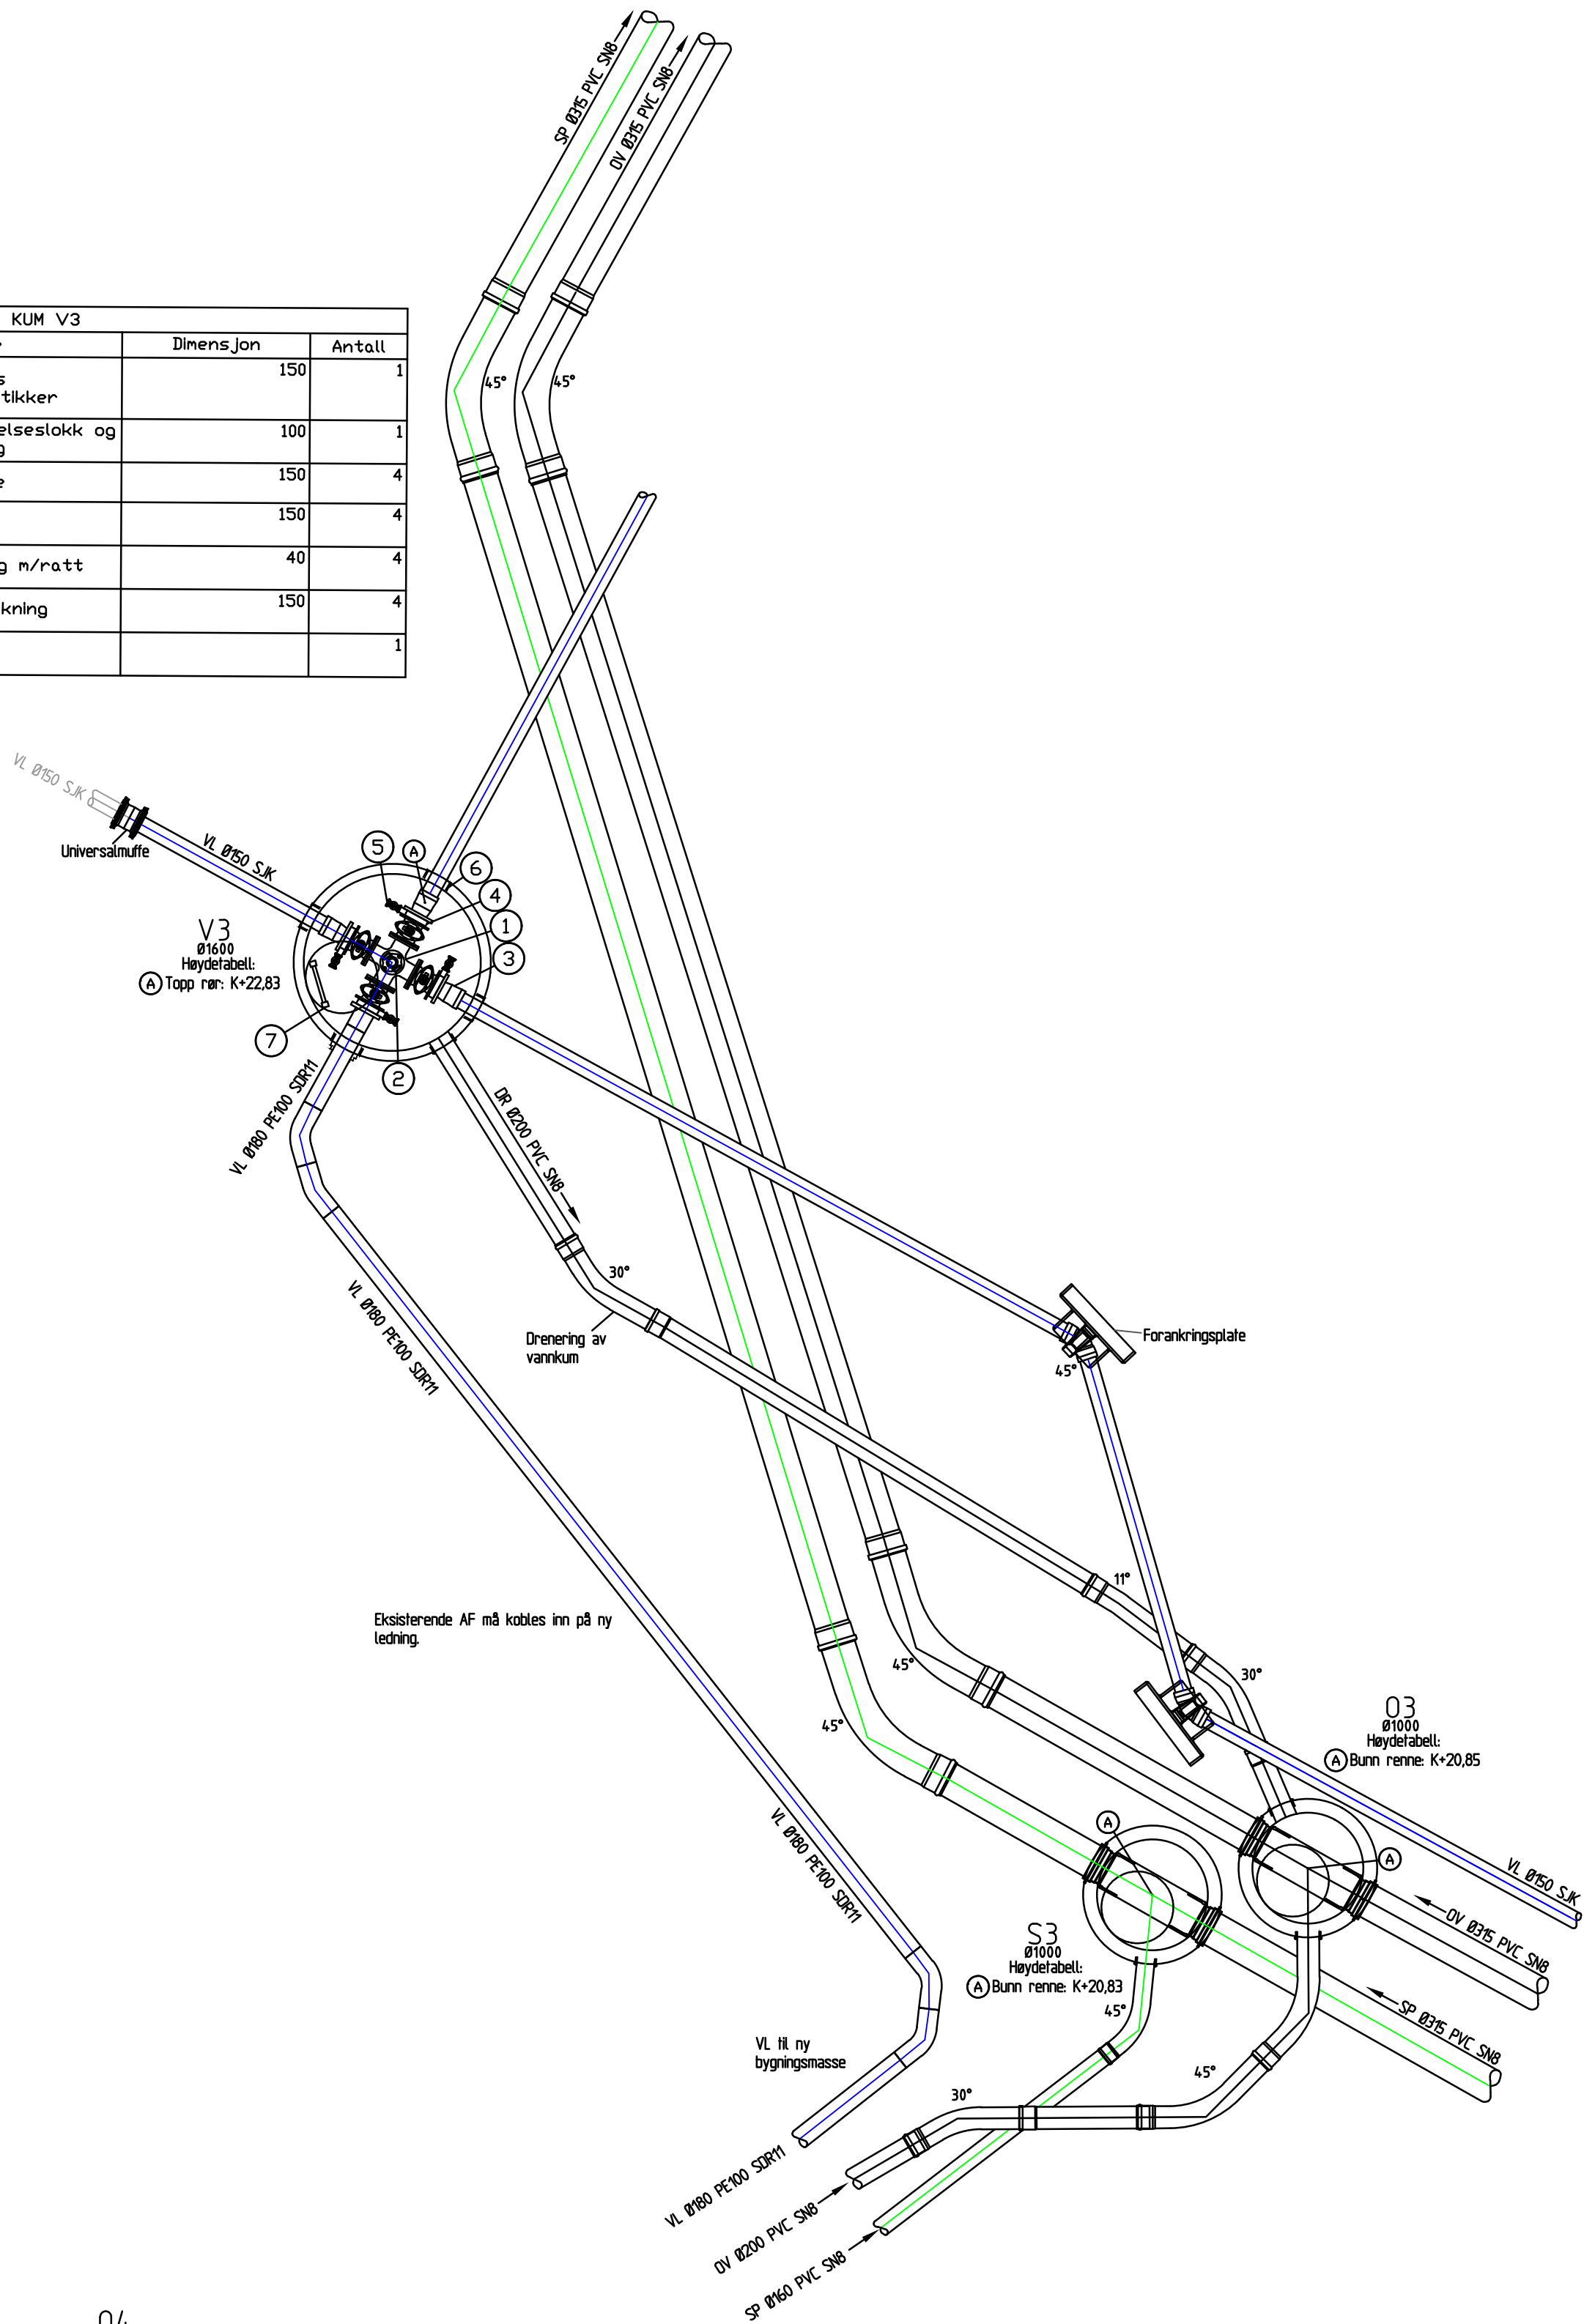 SP Ø315 PVC SN8
OV Ø315 PVC SN8
KUM V3
Dimensjon Antall
150 1
tikker
elseslokk og 100 1
150 4
150 4
m/ratt 40 4
kning 150 4
1
45°
45°
VL Ø150 SJK
Universalmuffe
VL Ø150 SJK
5
A
6
4
1
3
V3
Ø1600
Høydetabell:
A Topp rør: K+22,83
7
2
VL Ø180 PE100 SDR11
DR Ø200 PVC SN8
30°
Drenering av
vannkum
VL Ø180 PE100 SDR11
Forankringsplate
45°
11°
Eksisterende AF må kobles inn på ny
ledning.
45°
30°
45°
O3
Ø1000
Høydetabell:
A Bunn renne: K+20,85
VL Ø180 PE100 SDR11
A
A
VL Ø150 SJK
OV Ø315 PVC SN8
S3
Ø1000
Høydetabell:
A Bunn renne: K+20,83
45°
SP Ø315 PVC SN8
VL til ny
bygningsmasse
45°
30°
VL Ø180 PE100 SDR11
OV Ø200 PVC SN8
SP Ø160 PVC SN8